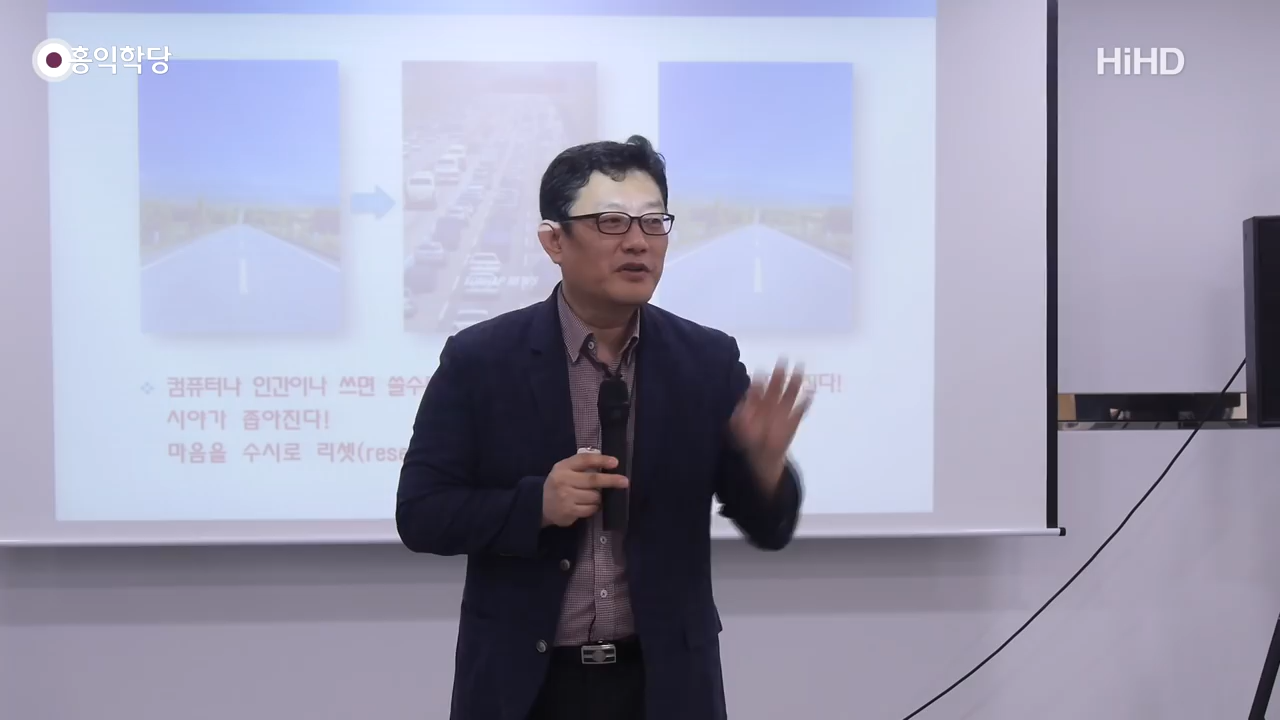 홍익학당
HiHD
컴퓨터나 인간이나 쓰면 쓸수
진다!
시야가 좁아진다!
마음을 수시로 리셋(rese